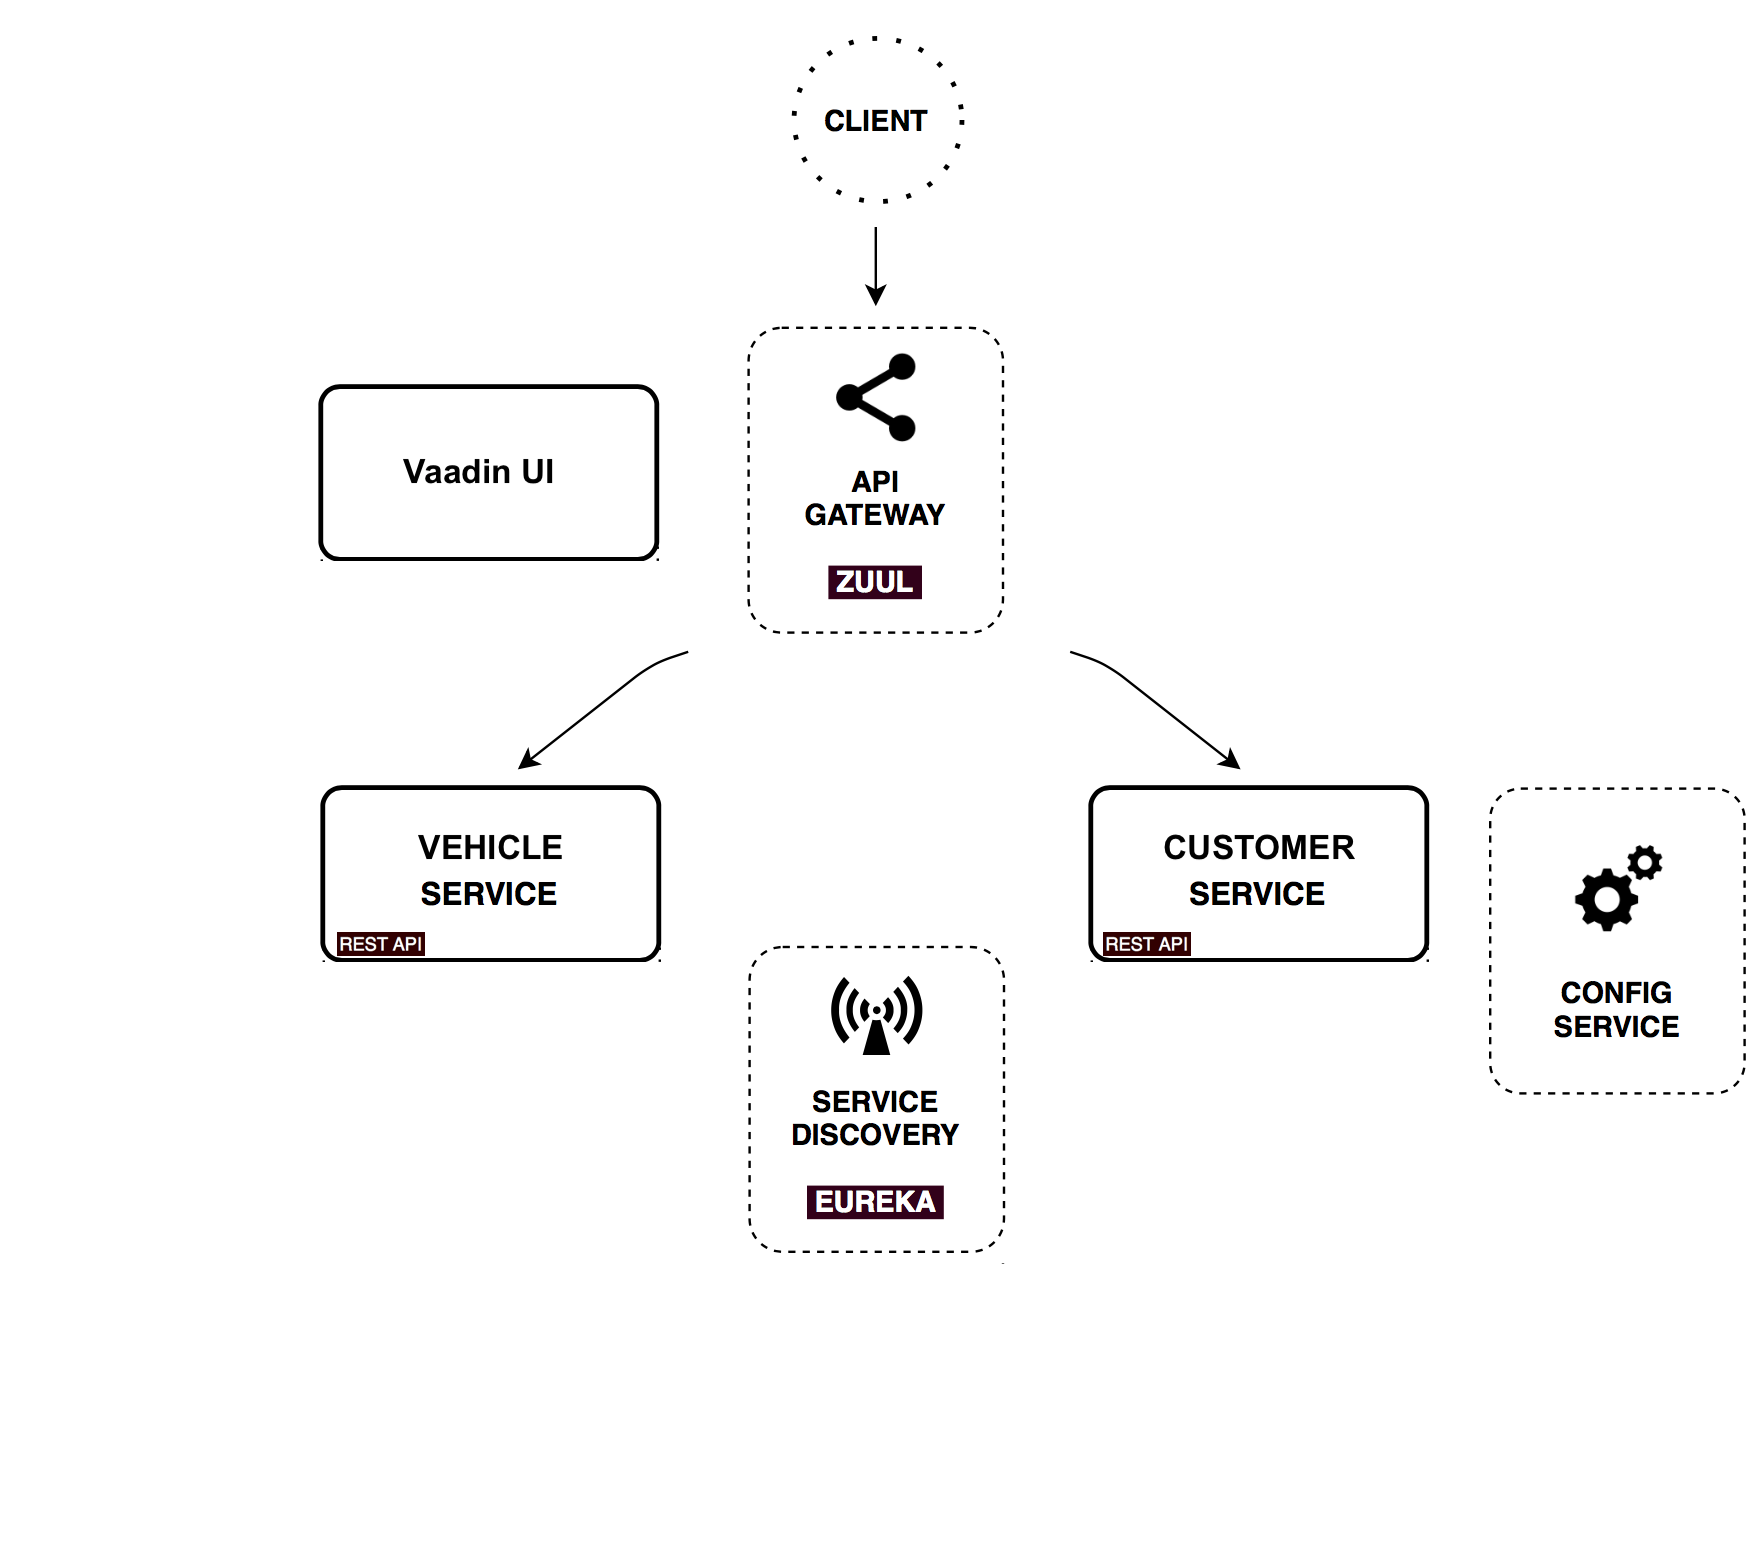 CLIENT
Vaadin UI
API
GATEWAY
ZUUL
VEHICLE
SERVICE
REST API
CUSTOMER
SERVICE
REST API
CONFIG
SERVICE
SERVICE
DISCOVERY
EUREKA